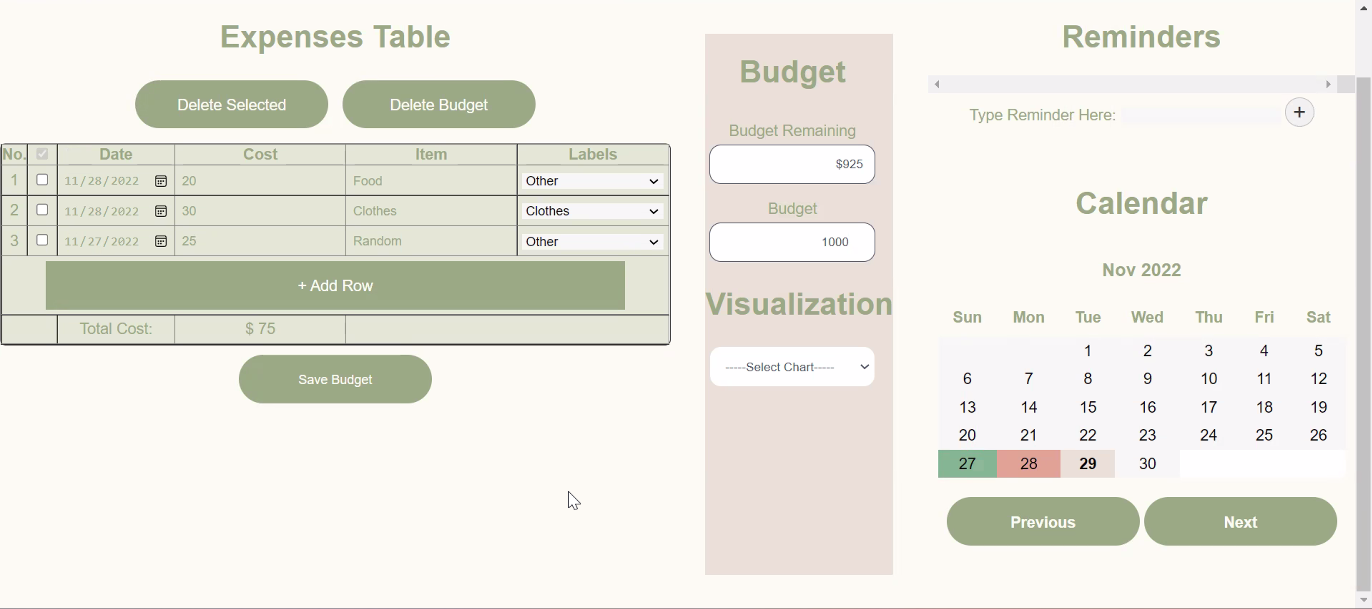 Expenses Table
Delete Selected Delete Budget
No. Date Cost Item Labels
1 11/28/2022 20 Food Other
2 11/28/2022 30 Clothes Clothes
3 11/27/2022 25 Random Other
+ Add Row
Total Cost: $ 75
Save Budget
Budget
Budget Remaining
$925
Budget
1000
Visualization
-----Select Chart-----
Reminders
Type Reminder Here: +
Calendar
Nov 2022
Sun Mon Tue Wed Thu Fri Sat
1 2 3 4 5
6 7 8 9 10 11 12
13 14 15 16 17 18 19
20 21 22 23 24 25 26
27 28 29 30
Previous Next